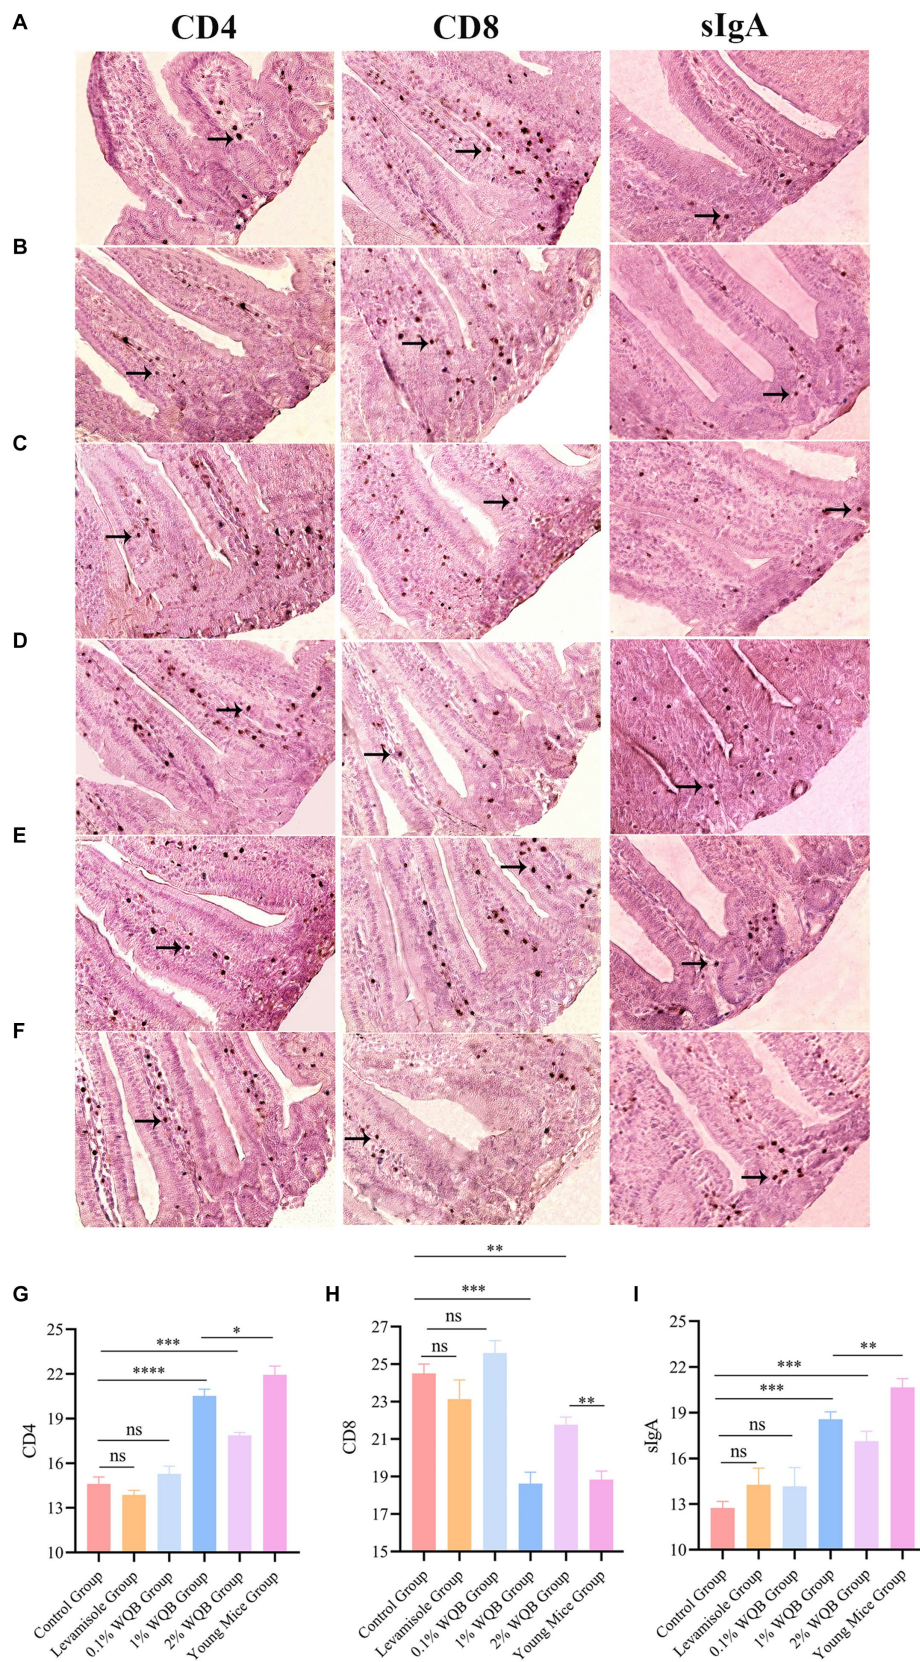 A
CD4
CD8
sIgA
B
C
D
E
F
G
CD4
25
22
19
16
13
10
ns
ns
****
***
*
Control Group
Levamisole Group
0.1% WQB Group
1% WQB Group
2% WQB Group
Young Mice Group
H
CD8
27
25
23
21
19
17
15
ns
ns
***
**
**
Control Group
Levamisole Group
0.1% WQB Group
1% WQB Group
2% WQB Group
Young Mice Group
I
sIgA
25
22
19
16
13
10
ns
ns
***
***
**
Control Group
Levamisole Group
0.1% WQB Group
1% WQB Group
2% WQB Group
Young Mice Group